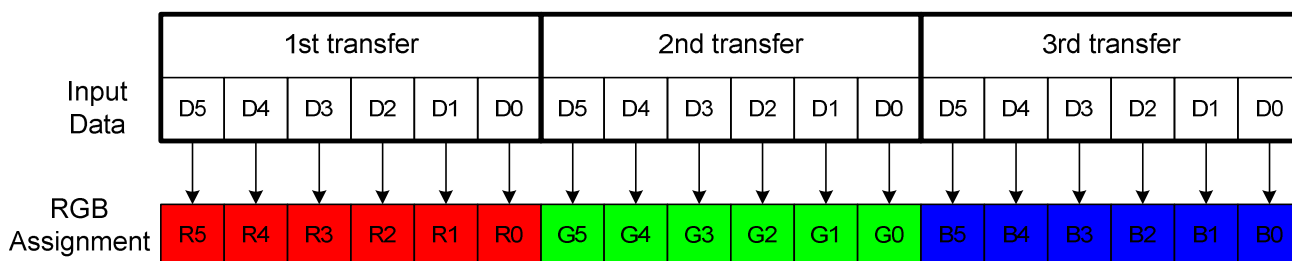 1st transfer 2nd transfer 3rd transfer
Input
Data
D5 D4 D3 D2 D1 D0 D5 D4 D3 D2 D1 D0 D5 D4 D3 D2 D1 D0
RGB
Assignment
R5 R4 R3 R2 R1 R0 G5 G4 G3 G2 G1 G0 B5 B4 B3 B2 B1 B0